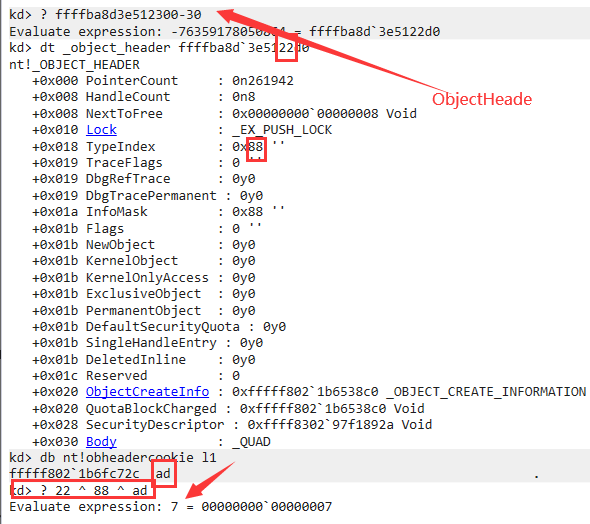 kd> ? ffffba8d3e512300-30
Evaluate expression: -76359178050864 = ffffba8d`3e5122d0
kd> dt _object_header ffffba8d`3e5122d0
nt!_OBJECT_HEADER
ObjectHeade
+0x000 PointerCount : 0n261942
+0x008 HandleCount : 0n8
+0x008 NextToFree : 0x00000000`00000008 Void
+0x010 Lock : _EX_PUSH_LOCK
+0x018 TypeIndex : 0x88 ''
+0x019 TraceFlags : 0 ''
+0x019 DbgRefTrace : 0y0
+0x019 DbgTracePermanent : 0y0
+0x01a InfoMask : 0x88 ''
+0x01b Flags : 0 ''
+0x01b NewObject : 0y0
+0x01b KernelObject : 0y0
+0x01b KernelOnlyAccess : 0y0
+0x01b ExclusiveObject : 0y0
+0x01b PermanentObject : 0y0
+0x01b DefaultSecurityQuota : 0y0
+0x01b SingleHandleEntry : 0y0
+0x01b DeletedInline : 0y0
+0x01c Reserved : 0
+0x020 ObjectCreateInfo : 0xfffff802`1b6538c0 _OBJECT_CREATE_INFORMATION
+0x020 QuotaBlockCharged : 0xfffff802`1b6538c0 Void
+0x028 SecurityDescriptor : 0xffff8302`97f1892a Void
+0x030 Body : _QUAD
kd> db nt!obheadercookie l1
fffff802`1b6fc72c ad .
kd> ? 22 ^ 88 ^ ad
Evaluate expression: 7 = 00000000`00000007